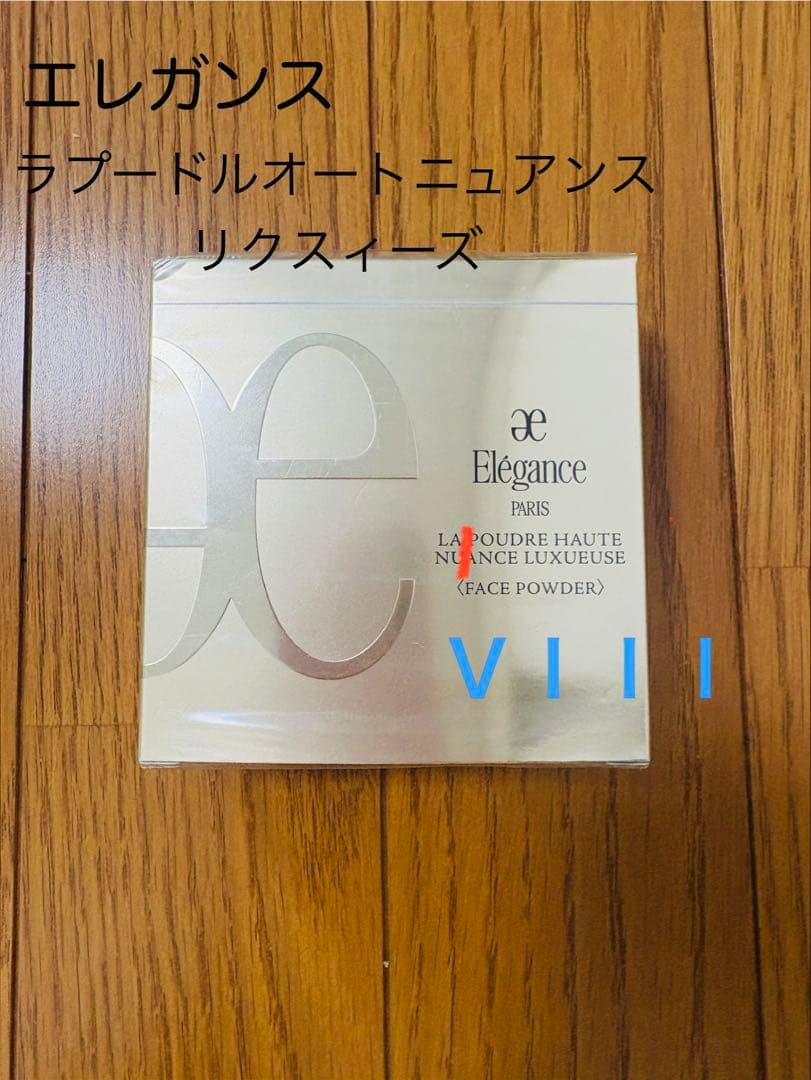 エレガンス
ラプードルオートニュアンス
リクスィーズ
æ
Elégance
PARIS
LA POUDRE HAUTE
NUANCE LUXUEUSE
〈FACE POWDER〉
VIII